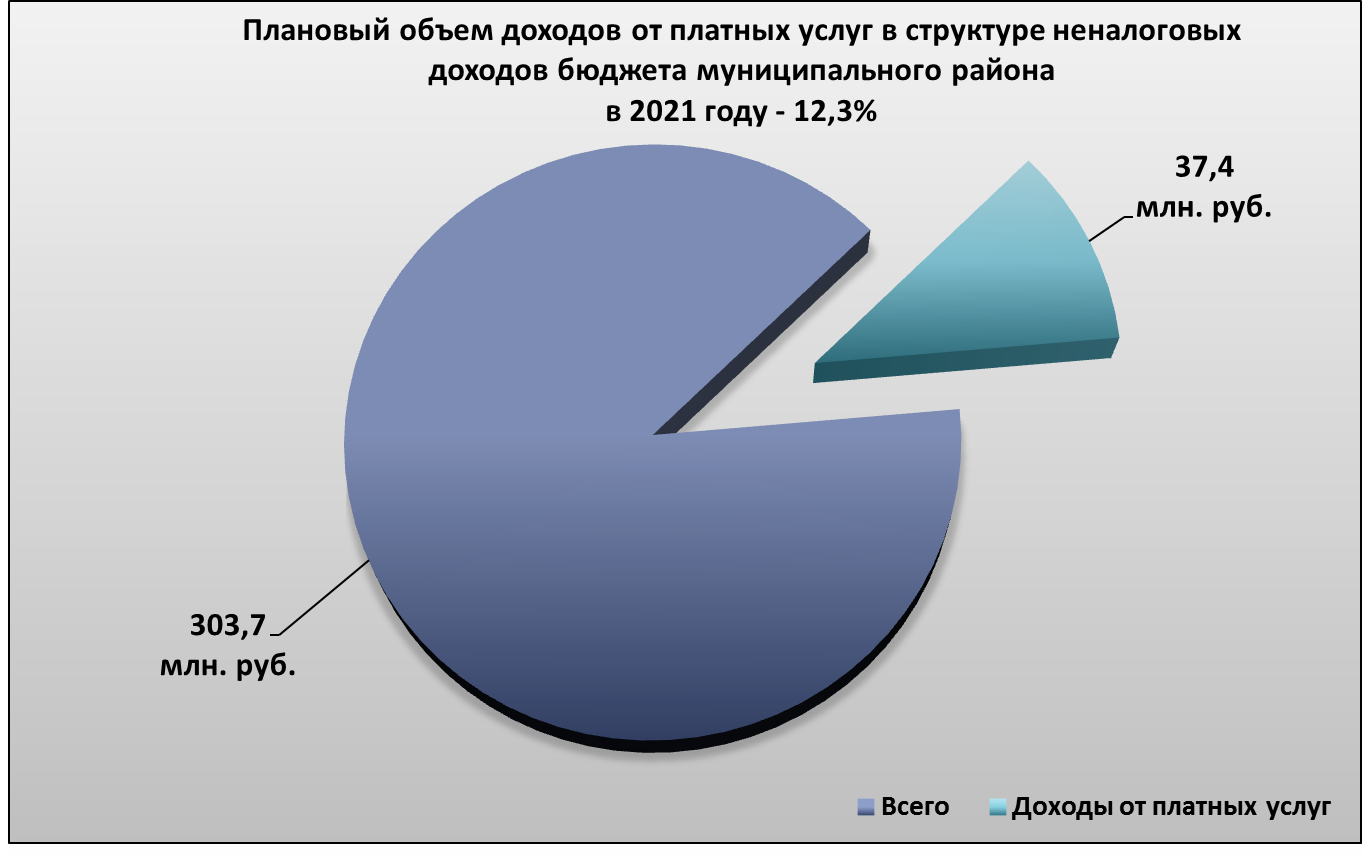 Плановый объем доходов от платных услуг в структуре неналоговых
доходов бюджета муниципального района
в 2021 году - 12,3%
37,4
млн. руб.
303,7
млн. руб.
Всего
Доходы от платных услуг